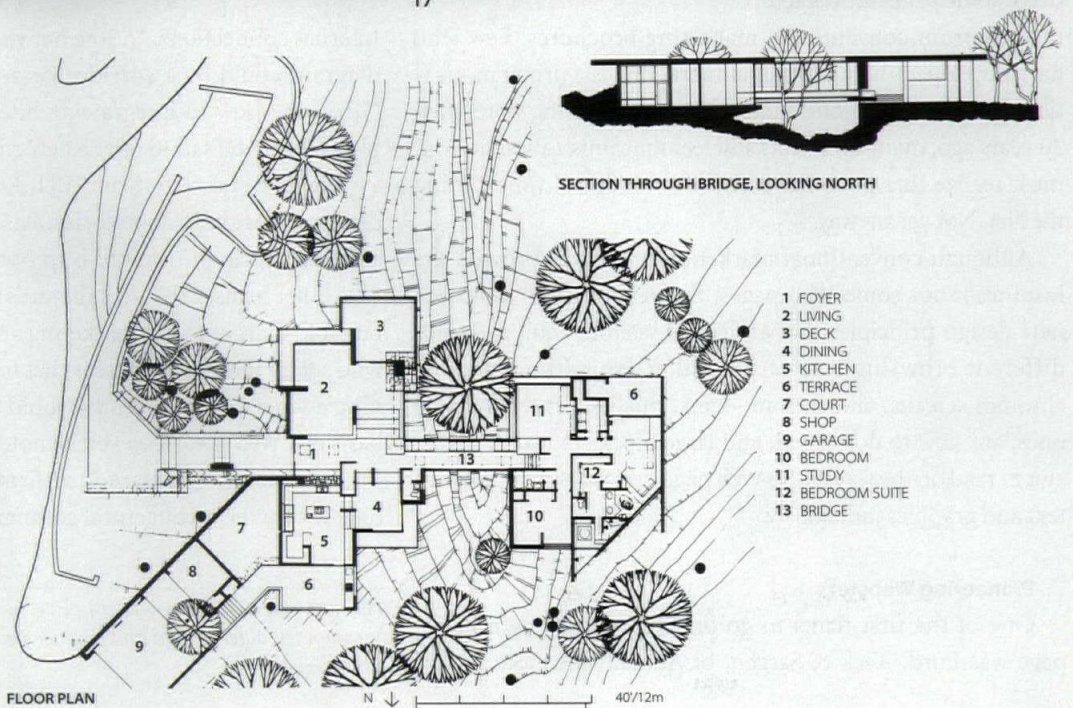 17
SECTION THROUGH BRIDGE, LOOKING NORTH
1 FOYER
2 LIVING
3 DECK
4 DINING
5 KITCHEN
6 TERRACE
7 COURT
8 SHOP
9 GARAGE
10 BEDROOM
11 STUDY
12 BEDROOM SUITE
13 BRIDGE
3
2
6
11
1
13
12
4
10
7
5
8
6
9
FLOOR PLAN
N
40'/12m